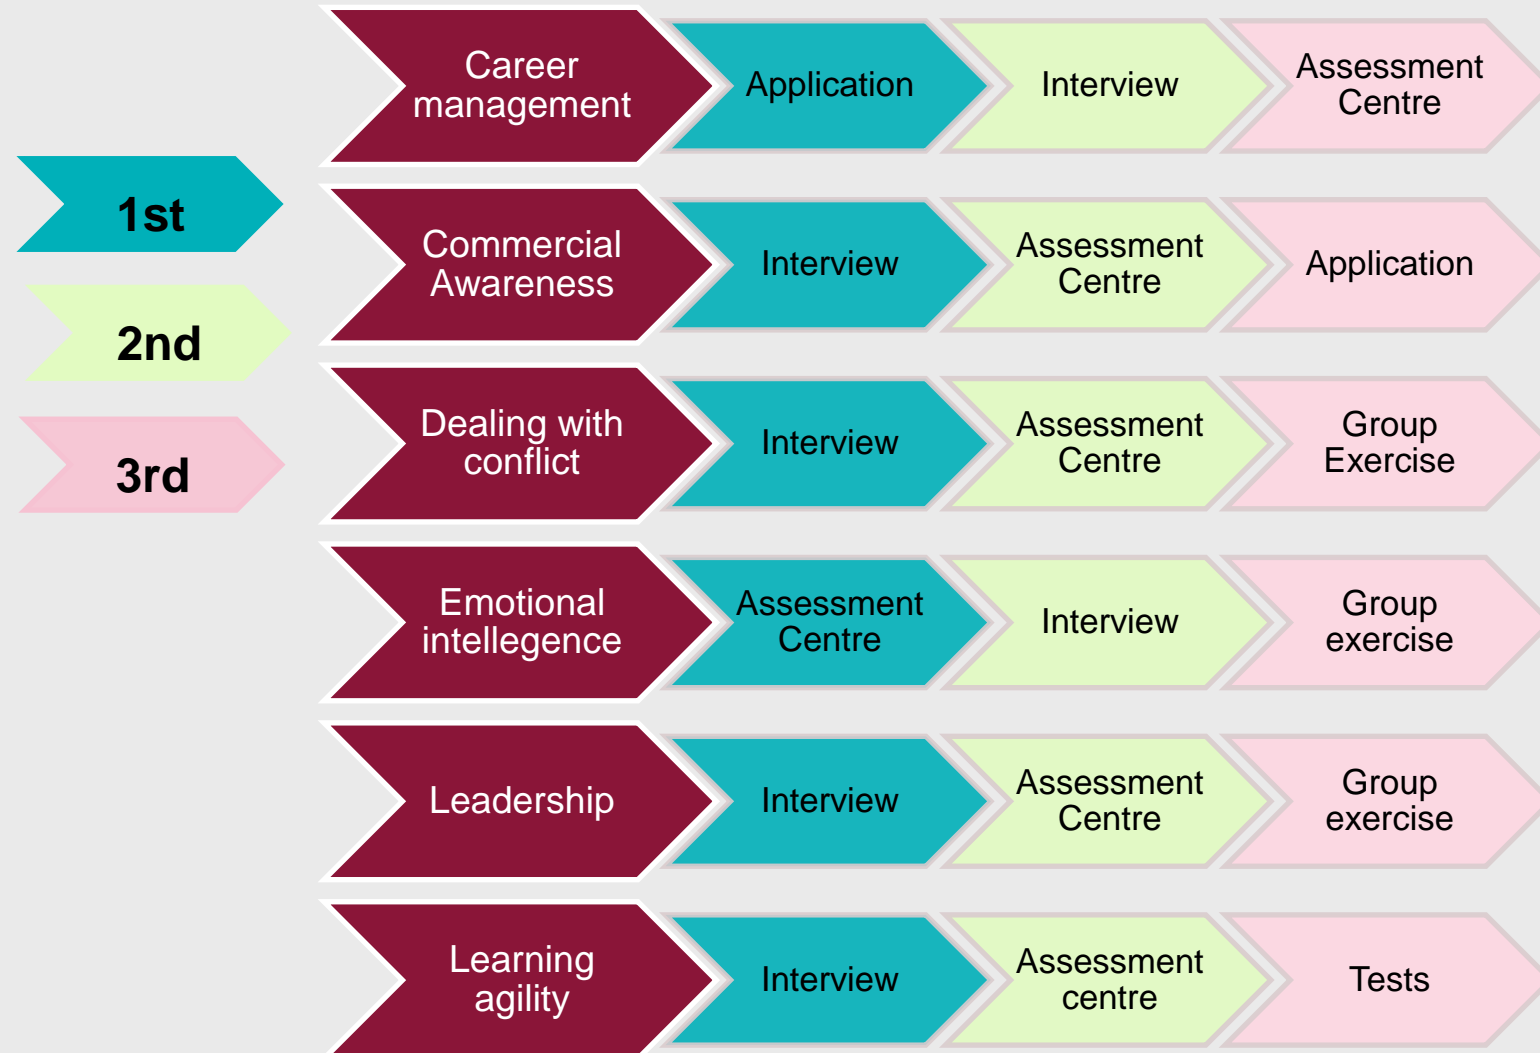 Career
management
Application
Interview
Assessment
Centre
1st
Commercial
Awareness
Interview
Assessment
Centre
Application
2nd
Dealing with
conflict
Interview
Assessment
Centre
Group
Exercise
3rd
Emotional
intellegence
Assessment
Centre
Interview
Group
exercise
Leadership
Interview
Assessment
Centre
Group
exercise
Learning
agility
Interview
Assessment
centre
Tests